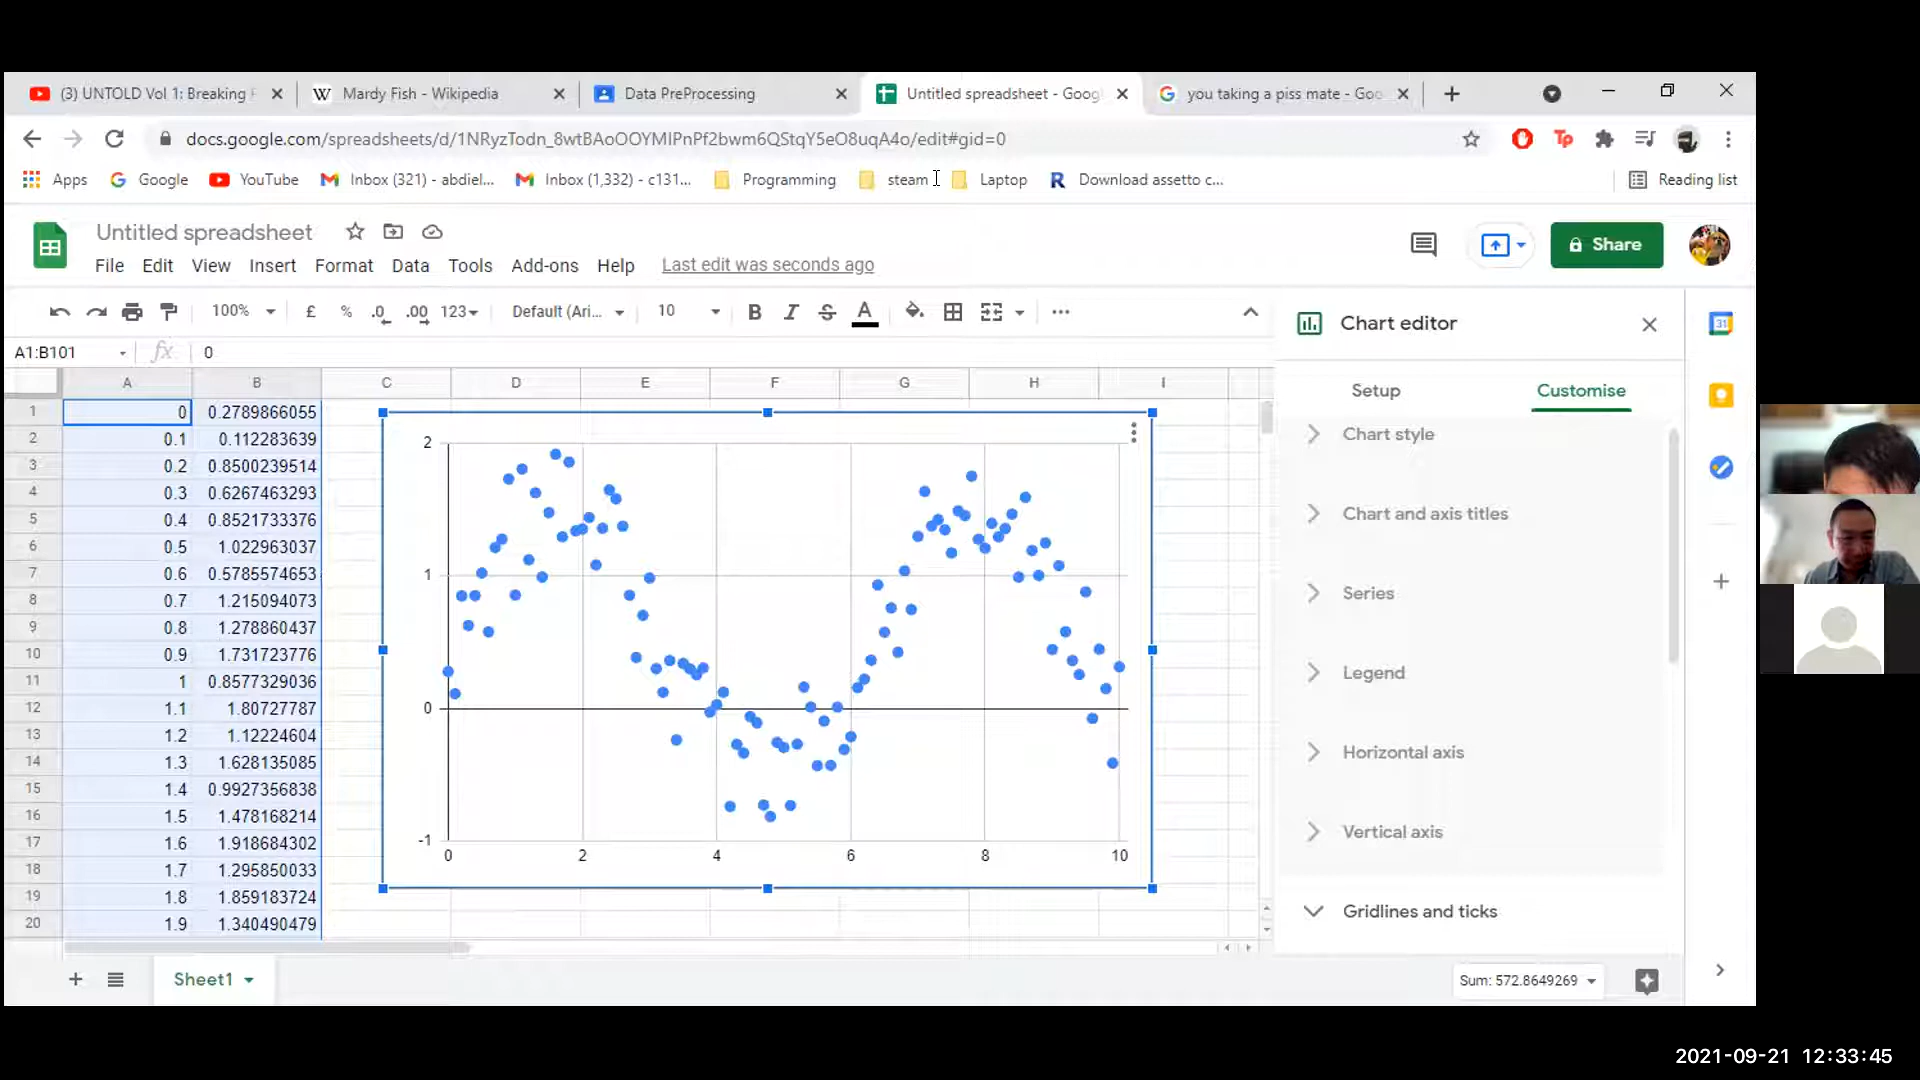 (3) UNTOLD Vol 1: Breaking
Mardy Fish - Wikipedia
Data PreProcessing
Untitled spreadsheet - Goog
you taking a piss mate - Goo
docs.google.com/spreadsheets/d/1NRyzTodn_8wtBAoOOYMIPnPf2bwm6QStqY5eO8uqA4o/edit#gid=0
Apps
Google
YouTube
Inbox (321) - abdiel...
Inbox (1,332) - c131...
Programming
steam
Laptop
Download assetto c...
Reading list
Untitled spreadsheet
Share
File Edit View Insert Format Data Tools Add-ons Help Last edit was seconds ago
100% £ % .0 .00 123 Default (Ari... 10 B I S A ...
Chart editor
A1:B101 fx 0
Setup Customise
A B C D E F G H I
1 0 0.2789866055
2 0.1 0.112283639
3 0.2 0.8500239514
4 0.3 0.6267463293
5 0.4 0.8521733376
6 0.5 1.022963037
7 0.6 0.5785574653
8 0.7 1.215094073
9 0.8 1.278860437
10 0.9 1.731723776
11 1 0.8577329036
12 1.1 1.80727787
13 1.2 1.12224604
14 1.3 1.628135085
15 1.4 0.9927356838
16 1.5 1.478168214
17 1.6 1.918684302
18 1.7 1.295850033
19 1.8 1.859183724
20 1.9 1.340490479
2
1
0
-1
0 2 4 6 8 10
Chart style
Chart and axis titles
Series
Legend
Horizontal axis
Vertical axis
Gridlines and ticks
31
Sheet1
Sum: 572.8649269
2021-09-21 12:33:45